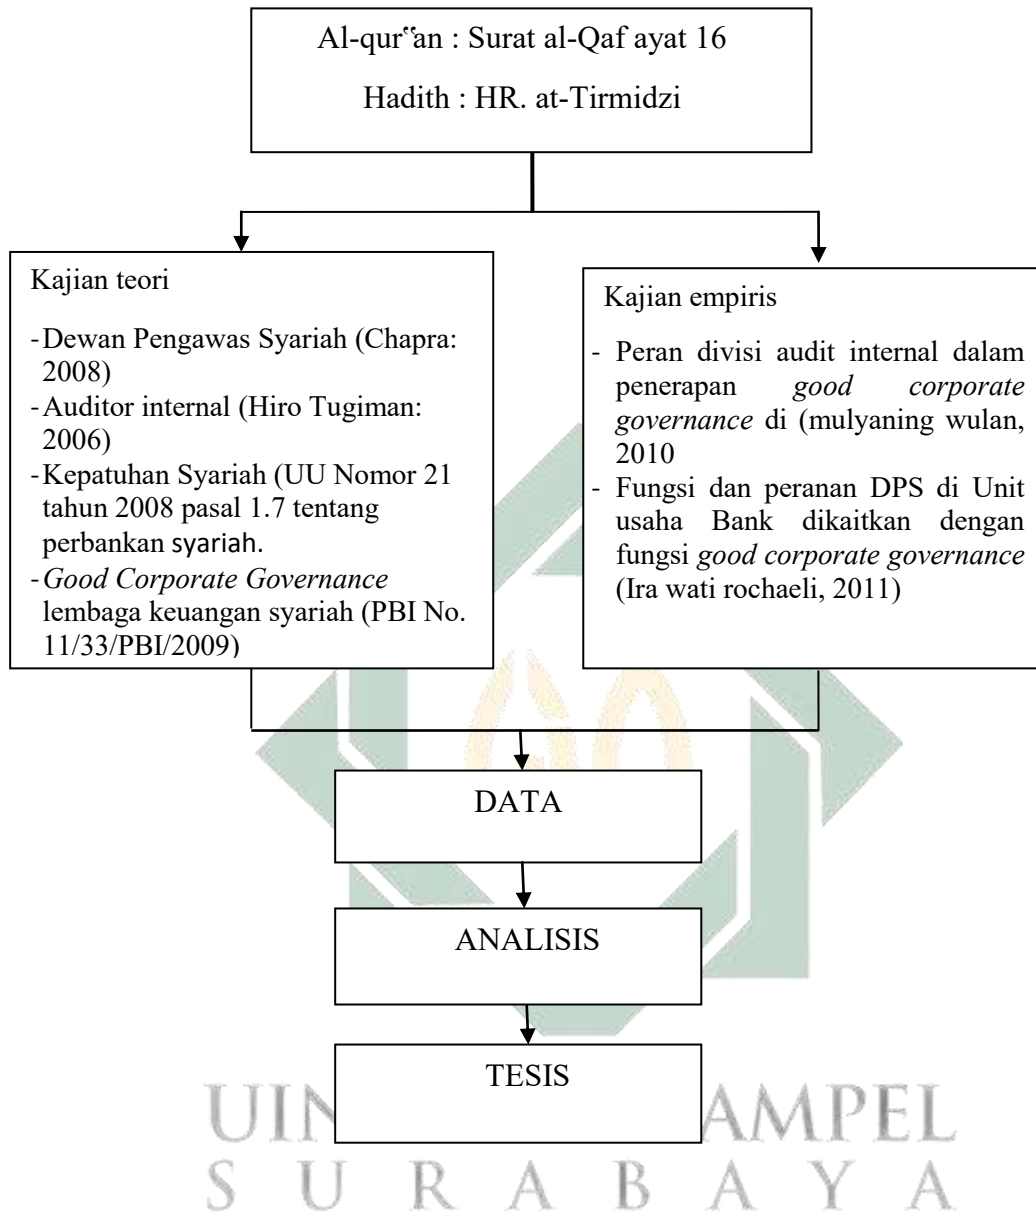 Al-qur‟an : Surat al-Qaf ayat 16
Hadith : HR. at-Tirmidzi
Kajian teori
-Dewan Pengawas Syariah (Chapra:
2008)
-Auditor internal (Hiro Tugiman:
2006)
-Kepatuhan Syariah (UU Nomor 21
tahun 2008 pasal 1.7 tentang
perbankan syariah.
-Good Corporate Governance
lembaga keuangan syariah (PBI No.
11/33/PBI/2009)
Kajian empiris
- Peran divisi audit internal dalam
penerapan good corporate
governance di (mulyaning wulan,
2010
- Fungsi dan peranan DPS di Unit
usaha Bank dikaitkan dengan
fungsi good corporate governance
(Ira wati rochaeli, 2011)
DATA
ANALISIS
TESIS
UIN AMPEL
SURABAYA